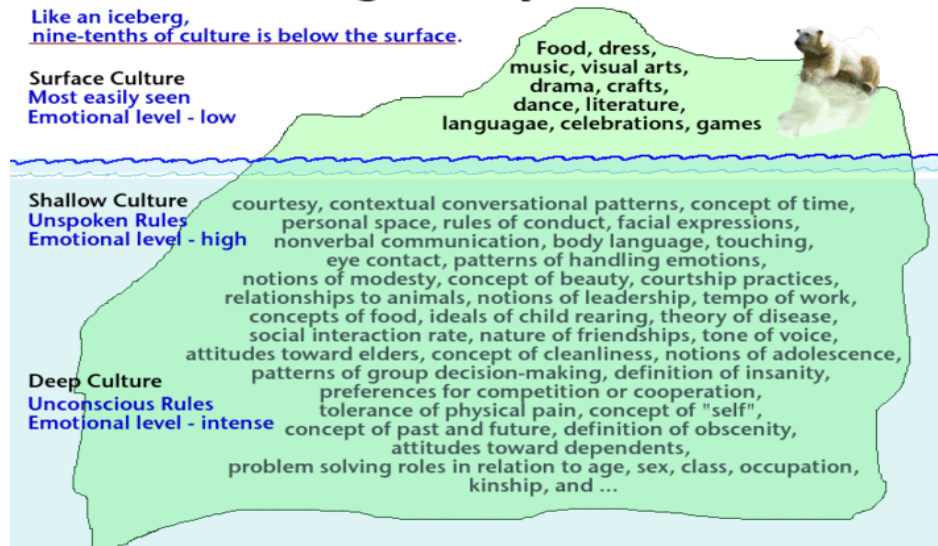 Like an iceberg,
nine-tenths of culture is below the surface.
Surface Culture
Most easily seen
Emotional level - low
Food, dress,
music, visual arts,
drama, crafts,
dance, literature,
languagae, celebrations, games
Shallow Culture
Unspoken Rules
Emotional level - high
courtesy, contextual conversational patterns, concept of time,
personal space, rules of conduct, facial expressions,
nonverbal communication, body language, touching,
eye contact, patterns of handling emotions,
notions of modesty, concept of beauty, courtship practices,
relationships to animals, notions of leadership, tempo of work,
concepts of food, ideals of child rearing, theory of disease,
social interaction rate, nature of friendships, tone of voice,
attitudes toward elders, concept of cleanliness, notions of adolescence,
patterns of group decision-making, definition of insanity,
preferences for competition or cooperation,
tolerance of physical pain, concept of "self",
concept of past and future, definition of obscenity,
attitudes toward dependents,
problem solving roles in relation to age, sex, class, occupation,
kinship, and ...
Deep Culture
Unconscious Rules
Emotional level - intense